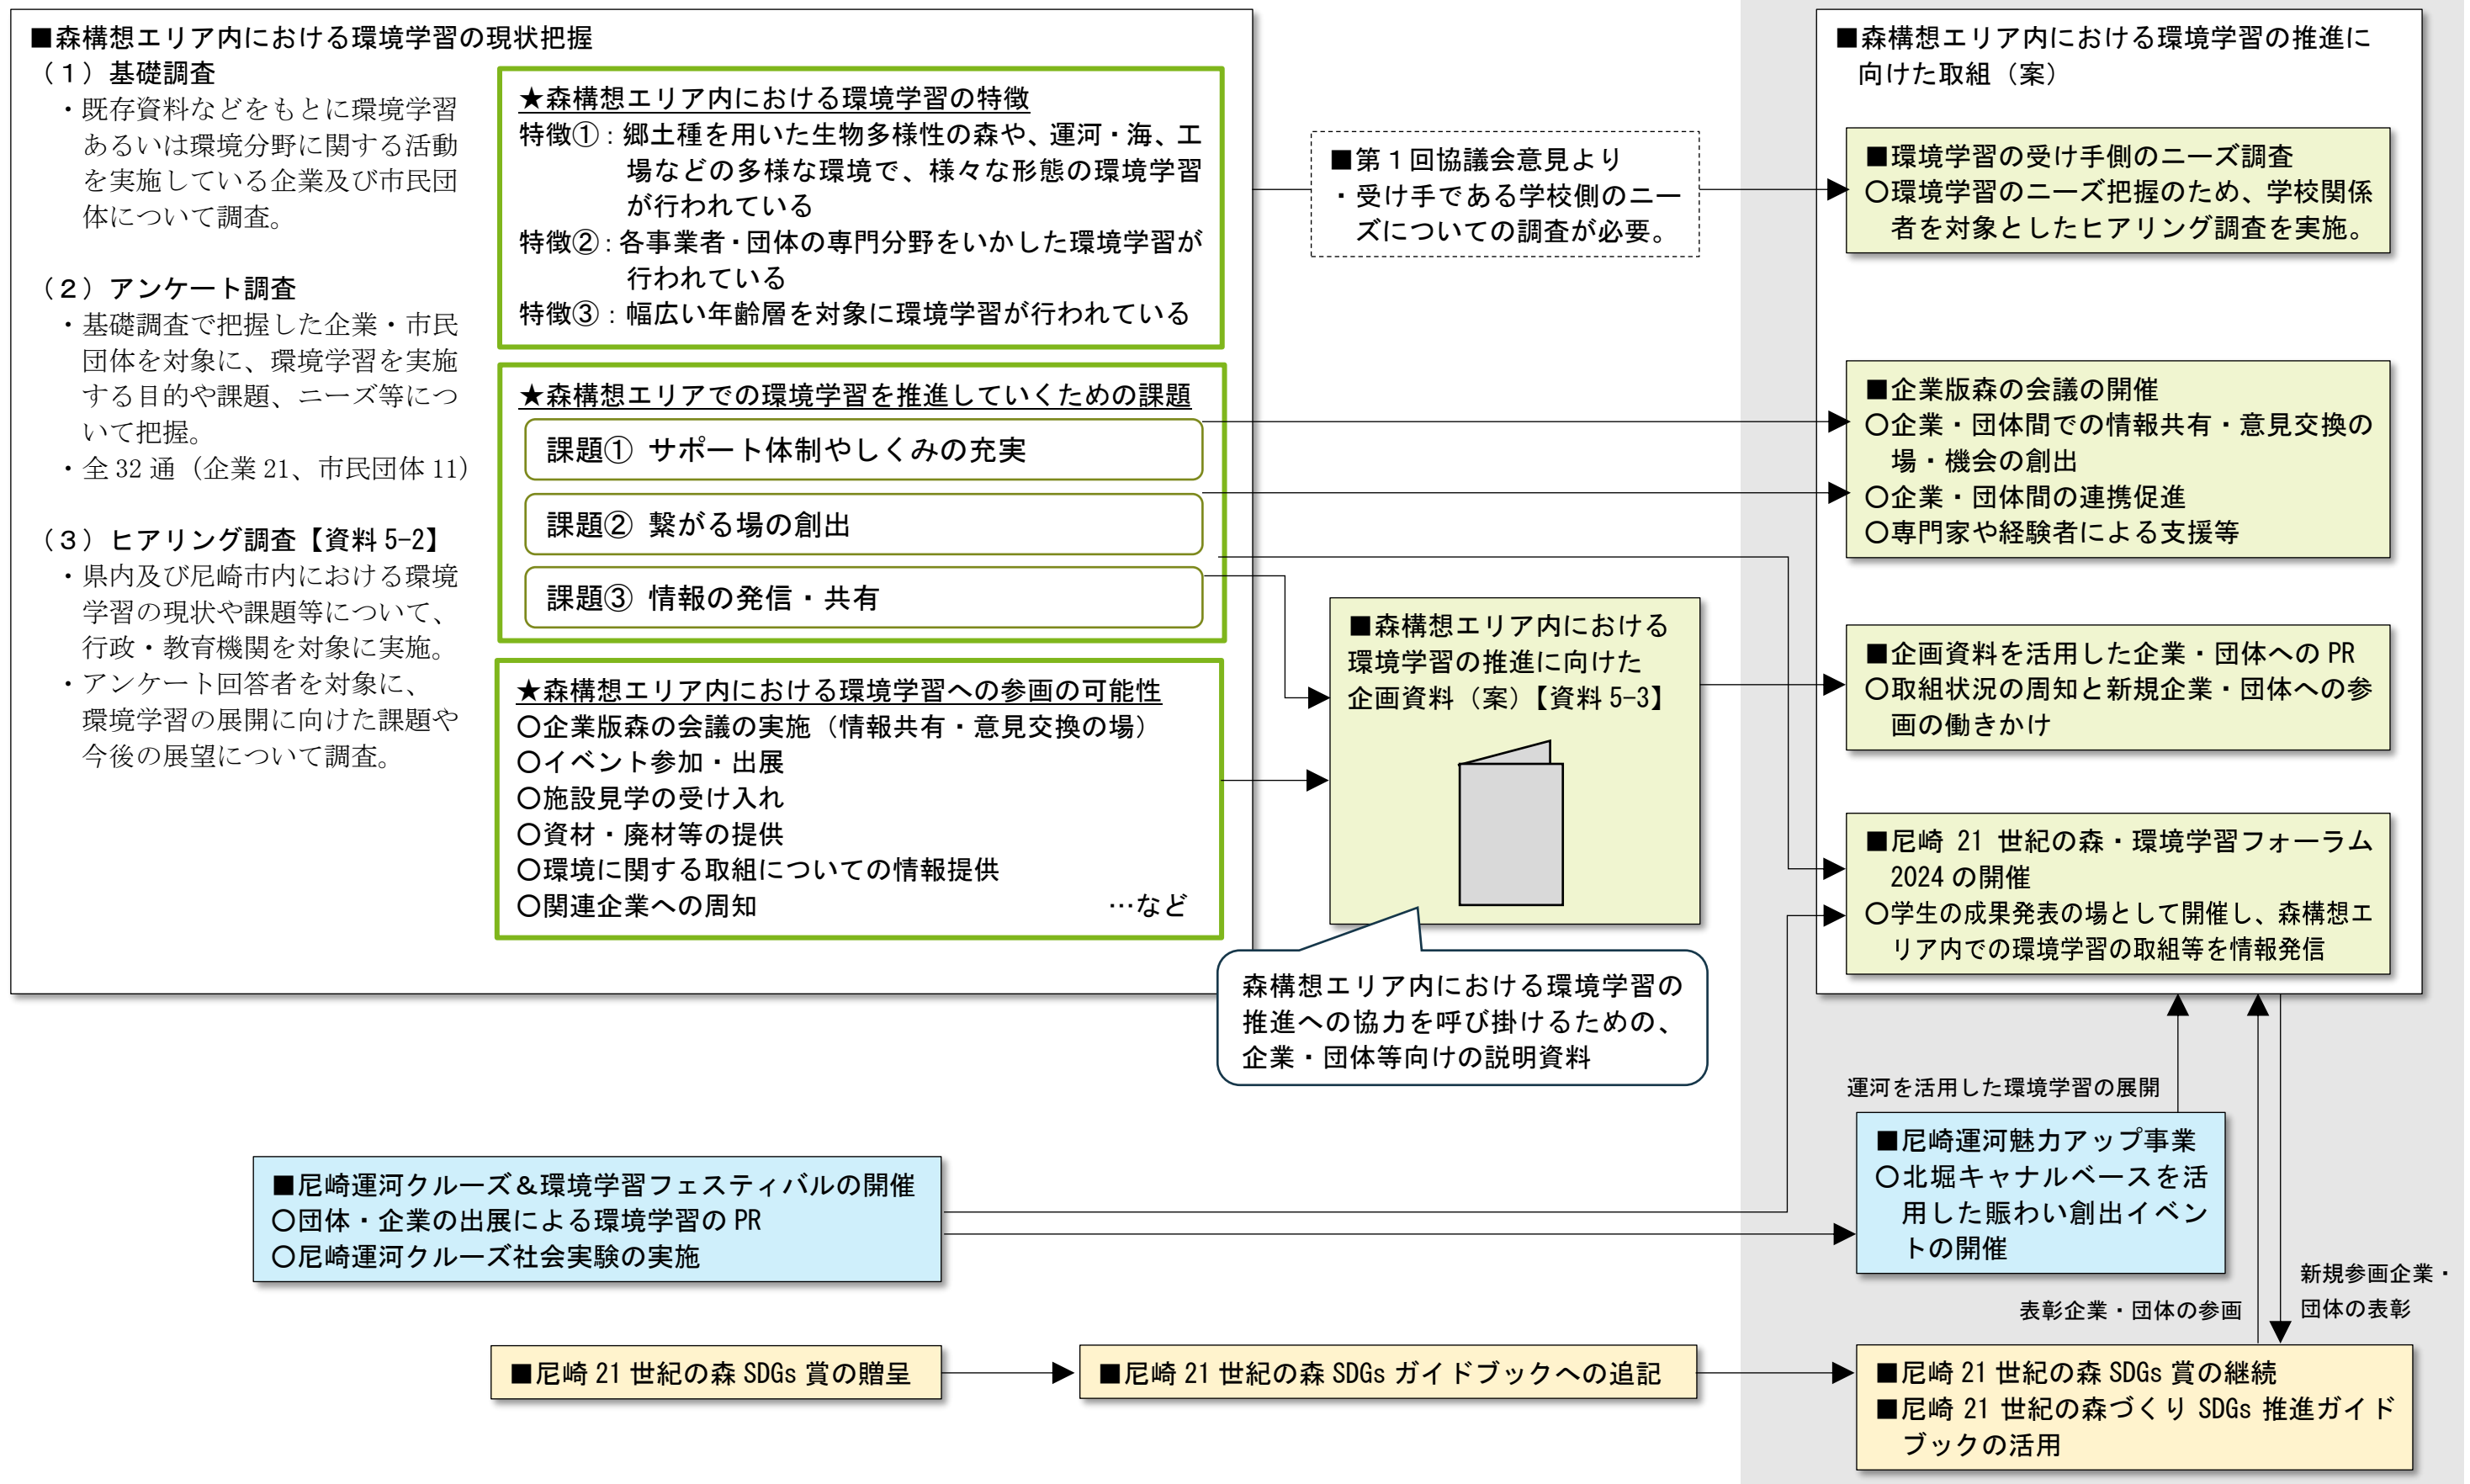 ■森構想エリア内における環境学習の現状把握
（１）基礎調査
・既存資料などをもとに環境学習
あるいは環境分野に関する活動
を実施している企業及び市民団
体について調査。
（２）アンケート調査
・基礎調査で把握した企業・市民
団体を対象に、環境学習を実施
する目的や課題、ニーズ等につ
いて把握。
・全 32 通（企業 21、市民団体 11）
（３）ヒアリング調査【資料 5-2】
・県内及び尼崎市内における環境
学習の現状や課題等について、
行政・教育機関を対象に実施。
・アンケート回答者を対象に、
環境学習の展開に向けた課題や
今後の展望について調査。
★森構想エリア内における環境学習の特徴
特徴①：郷土種を用いた生物多様性の森や、運河・海、工
場などの多様な環境で、様々な形態の環境学習
が行われている
特徴②：各事業者・団体の専門分野をいかした環境学習が
行われている
特徴③：幅広い年齢層を対象に環境学習が行われている
★森構想エリアでの環境学習を推進していくための課題
課題① サポート体制やしくみの充実
課題② 繋がる場の創出
課題③ 情報の発信・共有
★森構想エリア内における環境学習への参画の可能性
○企業版森の会議の実施（情報共有・意見交換の場）
○イベント参加・出展
○施設見学の受け入れ
○資材・廃材等の提供
○環境に関する取組についての情報提供
○関連企業への周知 …など
■第１回協議会意見より
・受け手である学校側のニー
ズについての調査が必要。
■森構想エリア内における
環境学習の推進に向けた
企画資料（案）【資料 5-3】
森構想エリア内における環境学習の
推進への協力を呼び掛けるための、
企業・団体等向けの説明資料
■森構想エリア内における環境学習の推進に
向けた取組（案）
■環境学習の受け手側のニーズ調査
○環境学習のニーズ把握のため、学校関係
者を対象としたヒアリング調査を実施。
■企業版森の会議の開催
○企業・団体間での情報共有・意見交換の
場・機会の創出
○企業・団体間の連携促進
○専門家や経験者による支援等
■企画資料を活用した企業・団体への PR
○取組状況の周知と新規企業・団体への参
画の働きかけ
■尼崎 21 世紀の森・環境学習フォーラム
2024 の開催
○学生の成果発表の場として開催し、森構想エ
リア内での環境学習の取組等を情報発信
運河を活用した環境学習の展開
■尼崎運河魅力アップ事業
○北堀キャナルベースを活
用した賑わい創出イベン
トの開催
■尼崎運河クルーズ＆環境学習フェスティバルの開催
○団体・企業の出展による環境学習の PR
○尼崎運河クルーズ社会実験の実施
表彰企業・団体の参画
新規参画企業・
団体の表彰
■尼崎 21 世紀の森 SDGs 賞の贈呈
■尼崎 21 世紀の森 SDGs ガイドブックへの追記
■尼崎 21 世紀の森 SDGs 賞の継続
■尼崎 21 世紀の森づくり SDGs 推進ガイド
ブックの活用